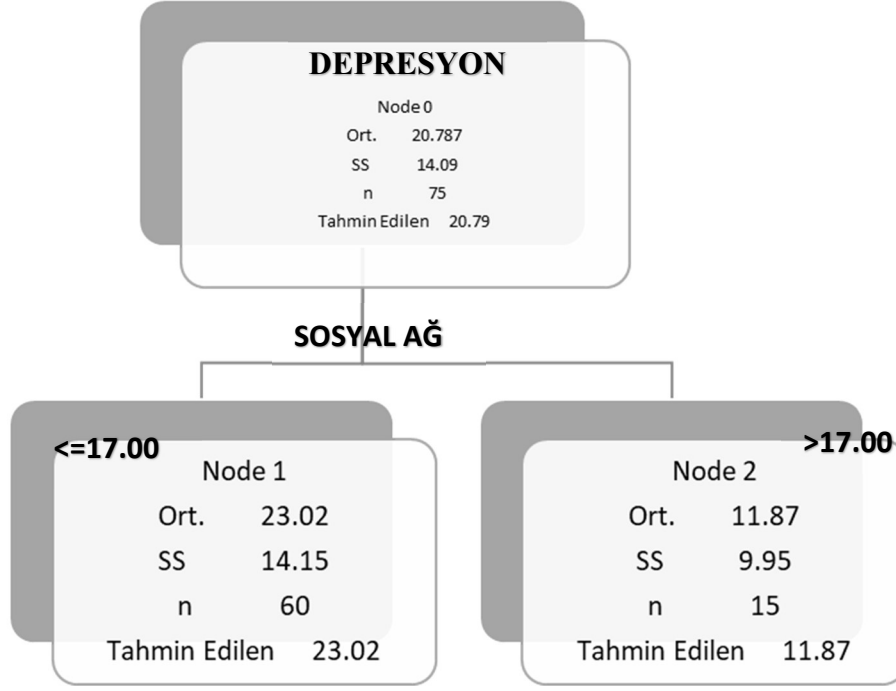 DEPRESYON
Node 0
Ort. 20.787
SS 14.09
n 75
Tahmin Edilen 20.79
SOSYAL AĞ
<=17.00
Node 1
Ort. 23.02
SS 14.15
n 60
Tahmin Edilen 23.02
>17.00
Node 2
Ort. 11.87
SS 9.95
n 15
Tahmin Edilen 11.87